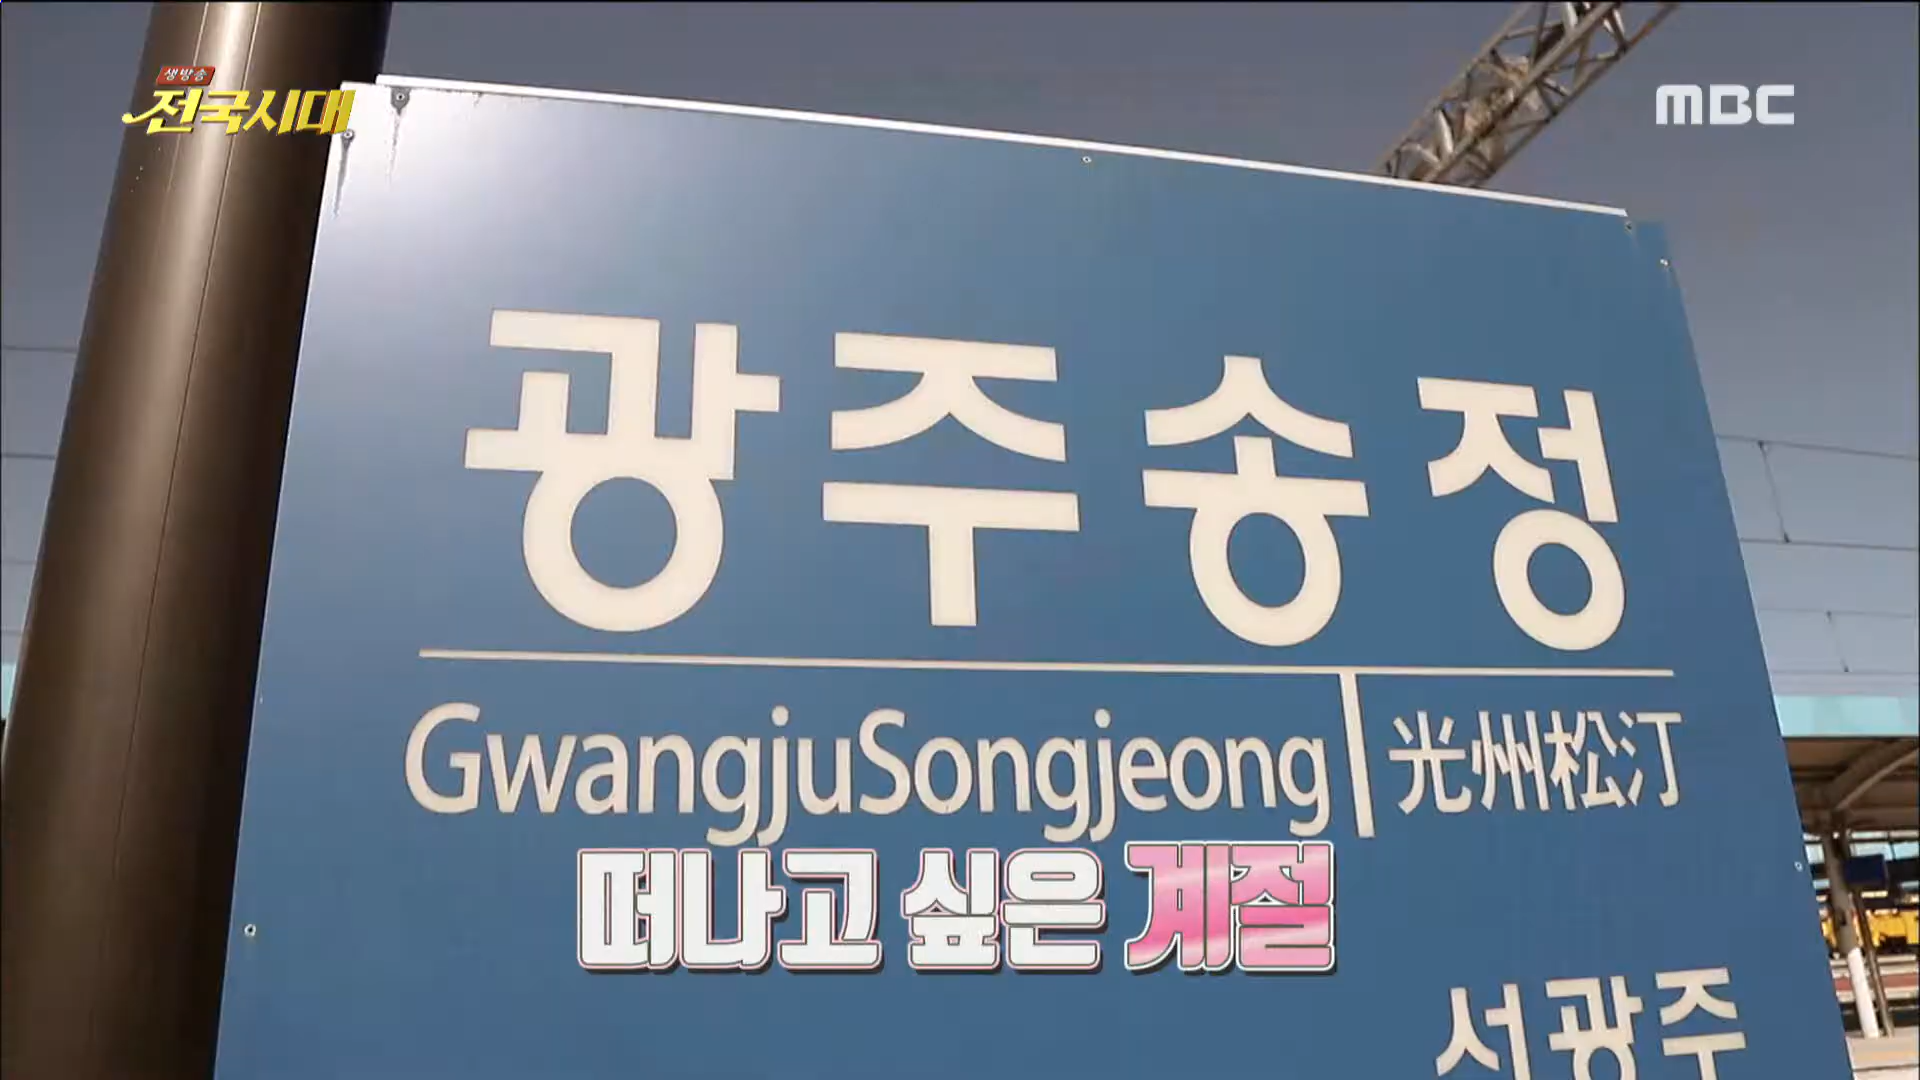 생방송
전국시대
MBC
광주송정
GwangjuSongjeong
光州松汀
떠나고 싶은 계절
서광주